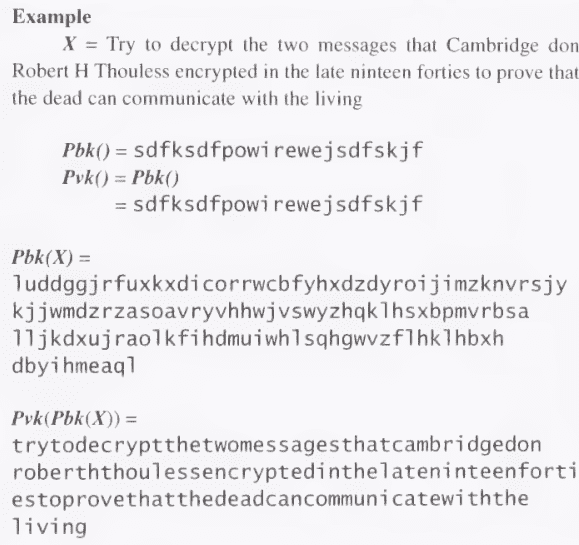 Example
X = Try to decrypt the two messages that Cambridge don
Robert H Thouless encrypted in the late ninteen forties to prove that
the dead can communicate with the living
Pbk() = sdfksdfpowirewejsdfskjf
Pvk() = Pbk()
= sdfksdfpowirewejsdfskjf
Pbk(X) =
luddggjrfuxkxdicorrwcbfyhxdzdyroijimzknvrsjy
kjjwmdzrzasoavryvhhwjvswyzhqklhsxbpmvrbsa
lljkdxujraolkfihdmuiwhlsqhgwvzflhklhbxh
dbyihmeaql
Pvk(Pbk(X)) =
trytodecryptthetwomessagesthatcambridgedon
roberththoulessencryptedinthelateninteenforti
estoprovethatthedeadcancommunicatewiththe
living